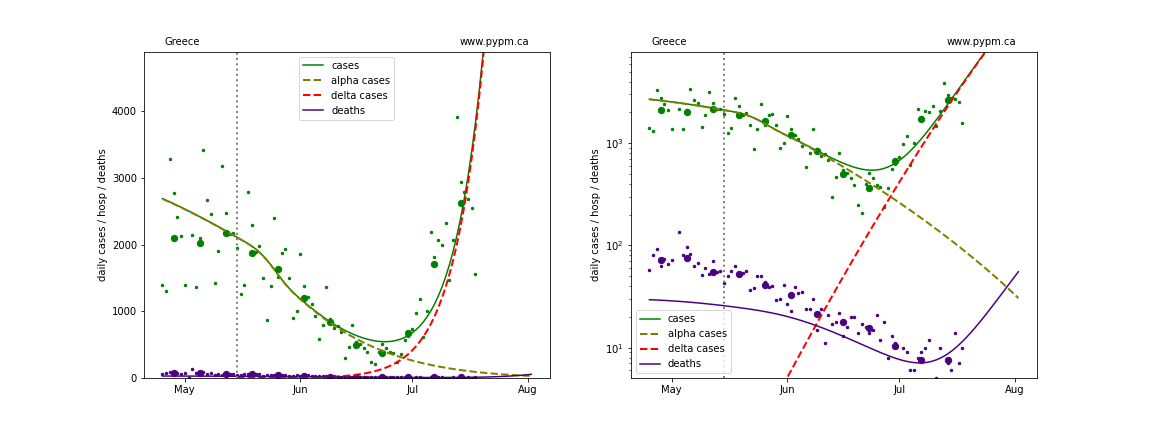 Greece www.pypm.ca
daily cases / hosp / deaths
4000
3000
2000
1000
0
May Jun Jul Aug
cases
alpha cases
delta cases
deaths
Greece www.pypm.ca
daily cases / hosp / deaths
10³
10²
10¹
May Jun Jul Aug
cases
alpha cases
delta cases
deaths